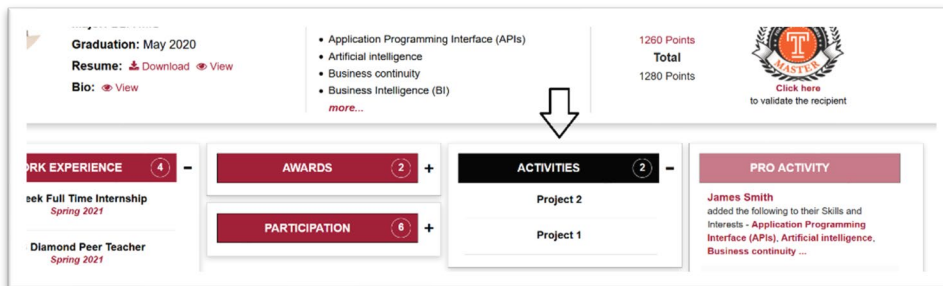 Graduation: May 2020
Resume: Download View
Bio: View
• Application Programming Interface (APIs)
• Artificial intelligence
• Business continuity
• Business Intelligence (BI)
more...
1260 Points
Total
1280 Points
T
MASTER
Click here
to validate the recipient
RK EXPERIENCE 4 -
eek Full Time Internship
Spring 2021
Diamond Peer Teacher
Spring 2021
AWARDS 2 +
PARTICIPATION 6 +
ACTIVITIES 2 -
Project 2
Project 1
PRO ACTIVITY
James Smith
added the following to their Skills and
Interests - Application Programming
Interface (APIs), Artificial intelligence,
Business continuity ...